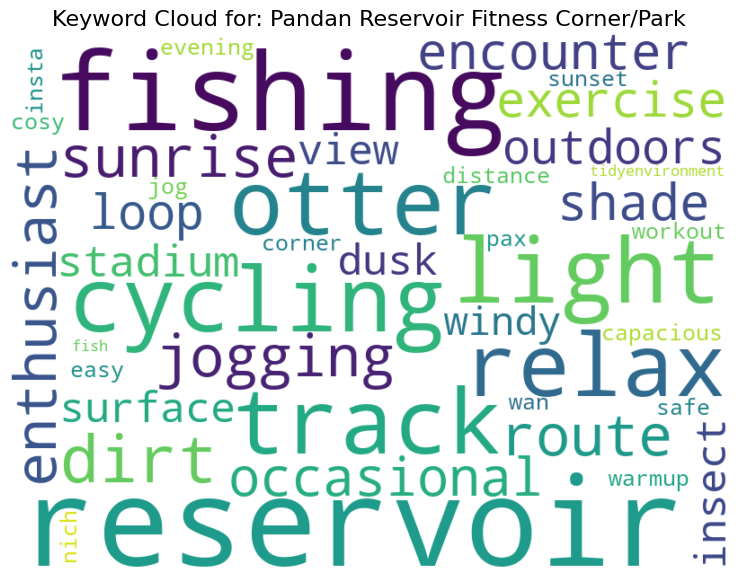 Keyword Cloud for: Pandan Reservoir Fitness Corner/Park
evening
encounter
insta
fishing
sunset
exercise
cosy
sunrise
view
outdoors
distance
tidyenvironment
enthusiast
jog
otter
shade
loop
corner
pax
workout
stadium
dusk
light
cycling
windy
capacious
fish
jogging
relax
easy
surface
track
wan
safe
route
dirt
occasional
insect
warmup
nich
reservoir